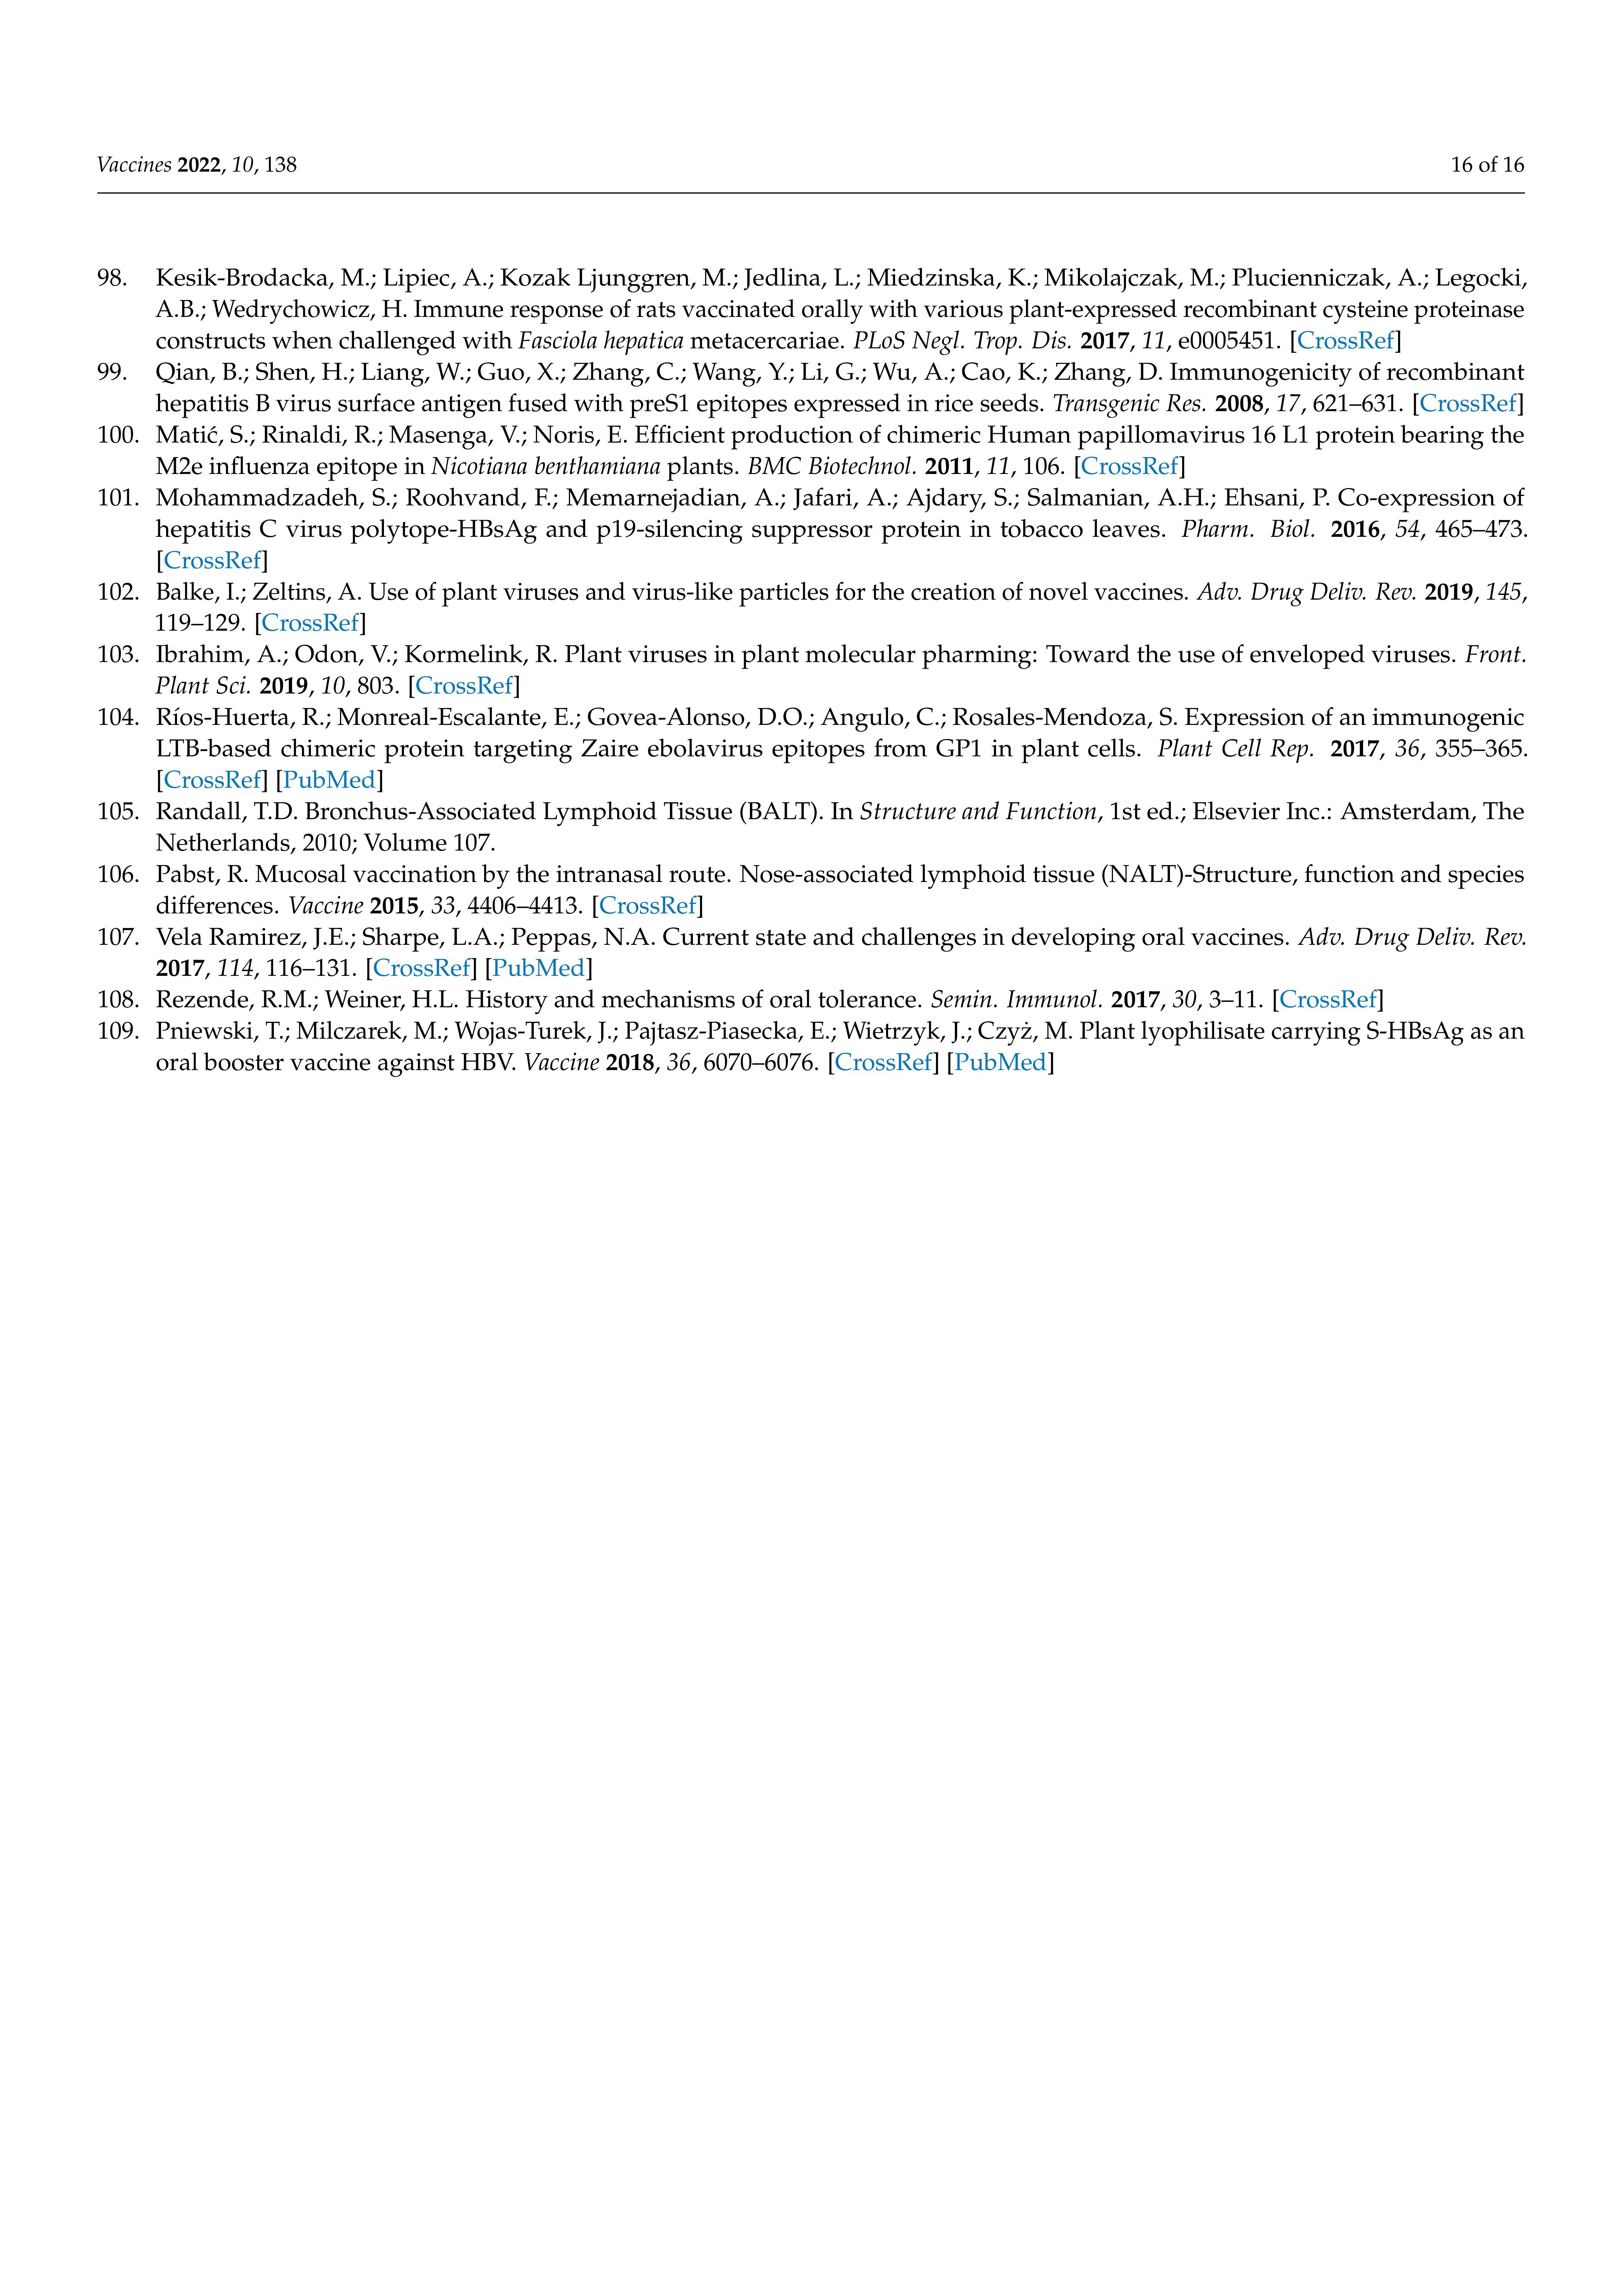 Vaccines 2022, 10, 138
16 of 16
98. Kesik-Brodacka, M.; Lipiec, A.; Kozak Ljunggren, M.; Jedlina, L.; Miedzinska, K.; Mikolajczak, M.; Plucienniczak, A.; Legocki,
A.B.; Wedrychowicz, H. Immune response of rats vaccinated orally with various plant-expressed recombinant cysteine proteinase
constructs when challenged with Fasciola hepatica metacercariae. PLoS Negl. Trop. Dis. 2017, 11, e0005451. [CrossRef]
99. Qian, B.; Shen, H.; Liang, W.; Guo, X.; Zhang, C.; Wang, Y.; Li, G.; Wu, A.; Cao, K.; Zhang, D. Immunogenicity of recombinant
hepatitis B virus surface antigen fused with preS1 epitopes expressed in rice seeds. Transgenic Res. 2008, 17, 621–631. [CrossRef]
100. Matić, S.; Rinaldi, R.; Masenga, V.; Noris, E. Efficient production of chimeric Human papillomavirus 16 L1 protein bearing the
M2e influenza epitope in Nicotiana benthamiana plants. BMC Biotechnol. 2011, 11, 106. [CrossRef]
101. Mohammadzadeh, S.; Roohvand, F.; Memarnejadian, A.; Jafari, A.; Ajdary, S.; Salmanian, A.H.; Ehsani, P. Co-expression of
hepatitis C virus polytope-HBsAg and p19-silencing suppressor protein in tobacco leaves. Pharm. Biol. 2016, 54, 465–473.
[CrossRef]
102. Balke, I.; Zeltins, A. Use of plant viruses and virus-like particles for the creation of novel vaccines. Adv. Drug Deliv. Rev. 2019, 145,
119–129. [CrossRef]
103. Ibrahim, A.; Odon, V.; Kormelink, R. Plant viruses in plant molecular pharming: Toward the use of enveloped viruses. Front.
Plant Sci. 2019, 10, 803. [CrossRef]
104. Ríos-Huerta, R.; Monreal-Escalante, E.; Govea-Alonso, D.O.; Angulo, C.; Rosales-Mendoza, S. Expression of an immunogenic
LTB-based chimeric protein targeting Zaire ebolavirus epitopes from GP1 in plant cells. Plant Cell Rep. 2017, 36, 355–365.
[CrossRef] [PubMed]
105. Randall, T.D. Bronchus-Associated Lymphoid Tissue (BALT). In Structure and Function, 1st ed.; Elsevier Inc.: Amsterdam, The
Netherlands, 2010; Volume 107.
106. Pabst, R. Mucosal vaccination by the intranasal route. Nose-associated lymphoid tissue (NALT)-Structure, function and species
differences. Vaccine 2015, 33, 4406–4413. [CrossRef]
107. Vela Ramirez, J.E.; Sharpe, L.A.; Peppas, N.A. Current state and challenges in developing oral vaccines. Adv. Drug Deliv. Rev.
2017, 114, 116–131. [CrossRef] [PubMed]
108. Rezende, R.M.; Weiner, H.L. History and mechanisms of oral tolerance. Semin. Immunol. 2017, 30, 3–11. [CrossRef]
109. Pniewski, T.; Milczarek, M.; Wojas-Turek, J.; Pajtasz-Piasecka, E.; Wietrzyk, J.; Czyż, M. Plant lyophilisate carrying S-HBsAg as an
oral booster vaccine against HBV. Vaccine 2018, 36, 6070–6076. [CrossRef] [PubMed]